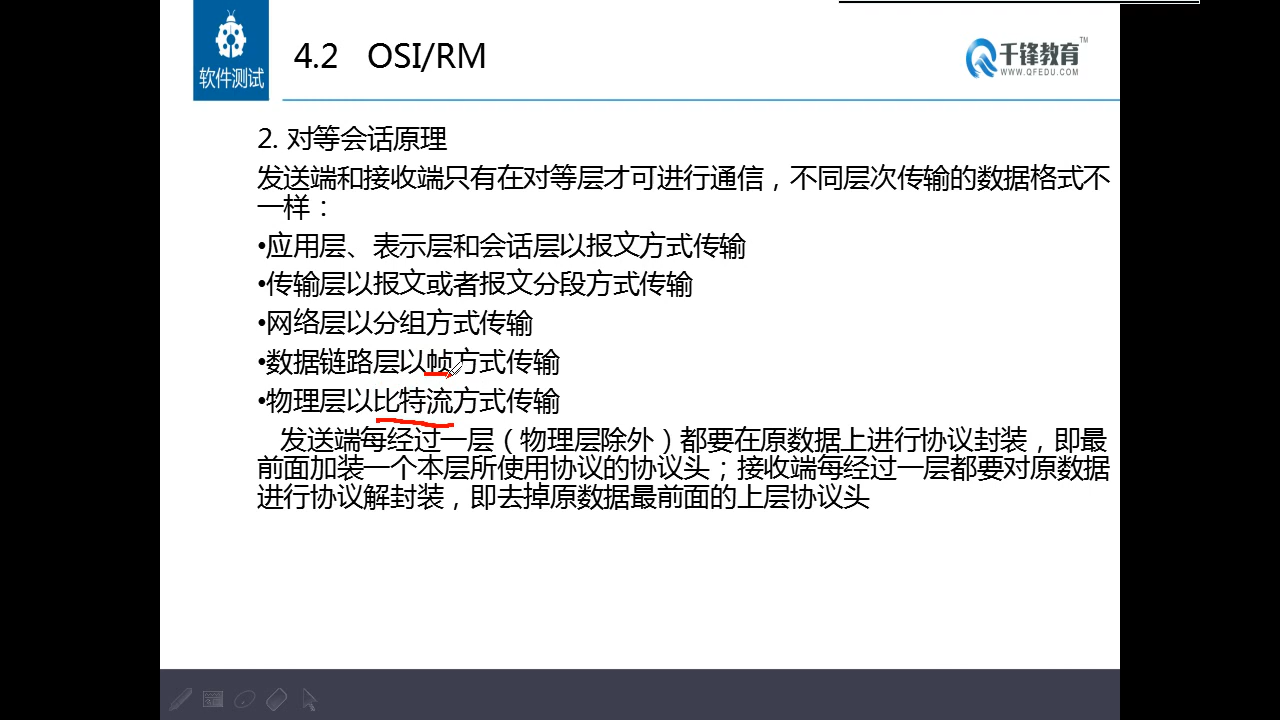 软件测试
4.2 OSI/RM
千锋教育 TM
WWW.QFEDU.COM
2. 对等会话原理
发送端和接收端只有在对等层才可进行通信，不同层次传输的数据格式不
一样：
•应用层、表示层和会话层以报文方式传输
•传输层以报文或者报文分段方式传输
•网络层以分组方式传输
•数据链路层以帧方式传输
•物理层以比特流方式传输
发送端每经过一层（物理层除外）都要在原数据上进行协议封装，即最
前面加装一个本层所使用协议的协议头；接收端每经过一层都要对原数据
进行协议解封装，即去掉原数据最前面的上层协议头